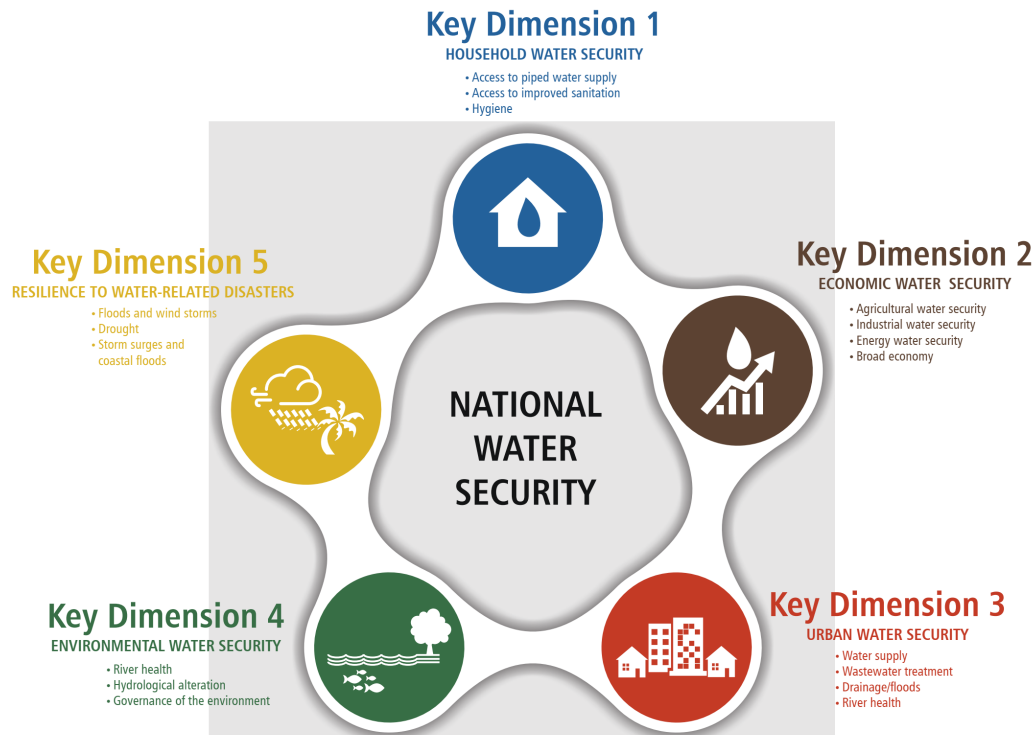 Key Dimension 1
HOUSEHOLD WATER SECURITY
• Access to piped water supply
• Access to improved sanitation
• Hygiene
Key Dimension 2
ECONOMIC WATER SECURITY
• Agricultural water security
• Industrial water security
• Energy water security
• Broad economy
Key Dimension 5
RESILIENCE TO WATER-RELATED DISASTERS
• Floods and wind storms
• Drought
• Storm surges and
coastal floods
NATIONAL
WATER
SECURITY
Key Dimension 3
URBAN WATER SECURITY
• Water supply
• Wastewater treatment
• Drainage/floods
• River health
Key Dimension 4
ENVIRONMENTAL WATER SECURITY
• River health
• Hydrological alteration
• Governance of the environment